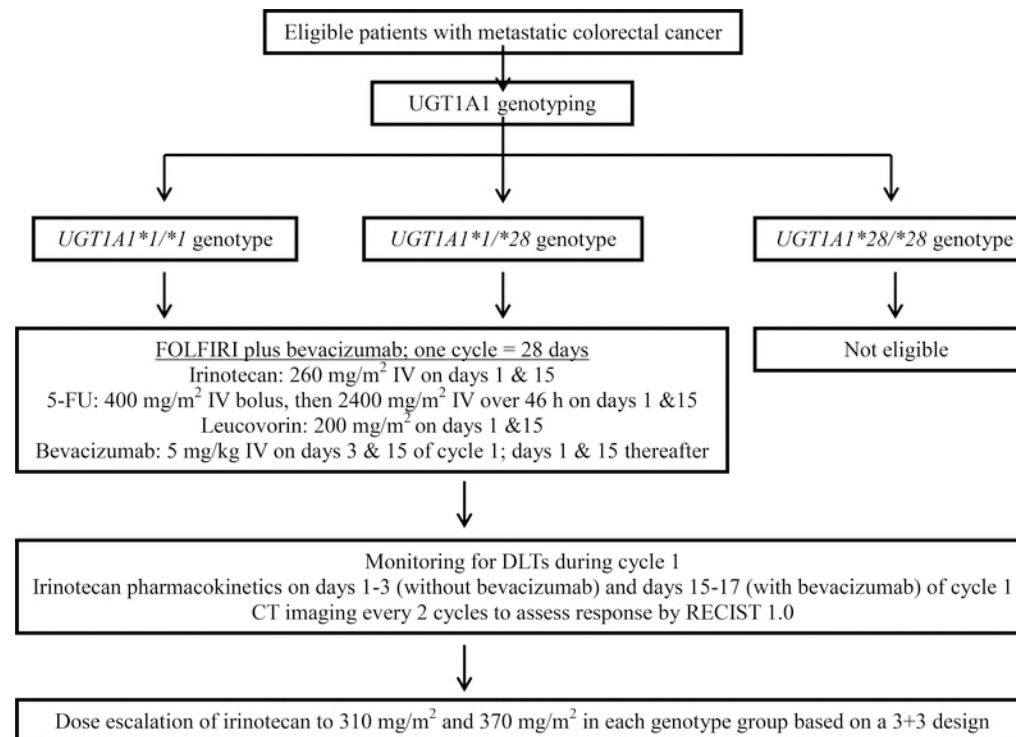 Eligible patients with metastatic colorectal cancer
UGT1A1 genotyping
UGT1A1*1/*1 genotype
UGT1A1*1/*28 genotype
UGT1A1*28/*28 genotype
FOLFIRI plus bevacizumab; one cycle = 28 days
Irinotecan: 260 mg/m² IV on days 1 & 15
5-FU: 400 mg/m² IV bolus, then 2400 mg/m² IV over 46 h on days 1 &15
Leucovorin: 200 mg/m² on days 1 &15
Bevacizumab: 5 mg/kg IV on days 3 & 15 of cycle 1; days 1 & 15 thereafter
Not eligible
Monitoring for DLTs during cycle 1
Irinotecan pharmacokinetics on days 1-3 (without bevacizumab) and days 15-17 (with bevacizumab) of cycle 1
CT imaging every 2 cycles to assess response by RECIST 1.0
Dose escalation of irinotecan to 310 mg/m² and 370 mg/m² in each genotype group based on a 3+3 design